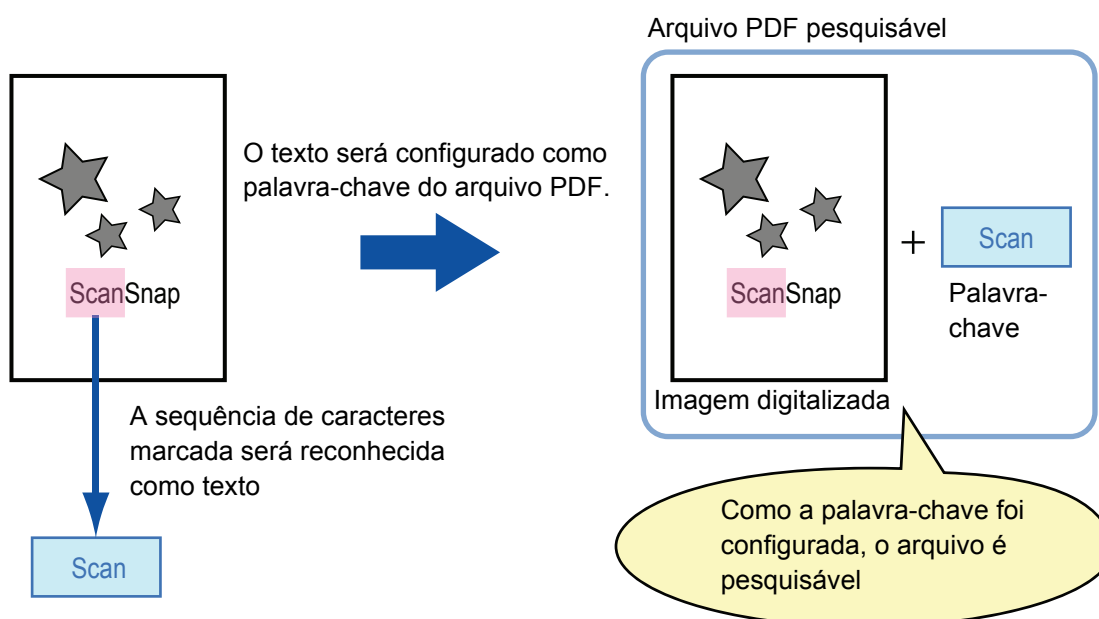 Arquivo PDF pesquisável
O texto será configurado como
palavra-chave do arquivo PDF.
ScanSnap
A sequência de caracteres
marcada será reconhecida
como texto
Scan
ScanSnap
+
Scan
Palavra-
chave
Imagem digitalizada
Como a palavra-chave foi
configurada, o arquivo é
pesquisável